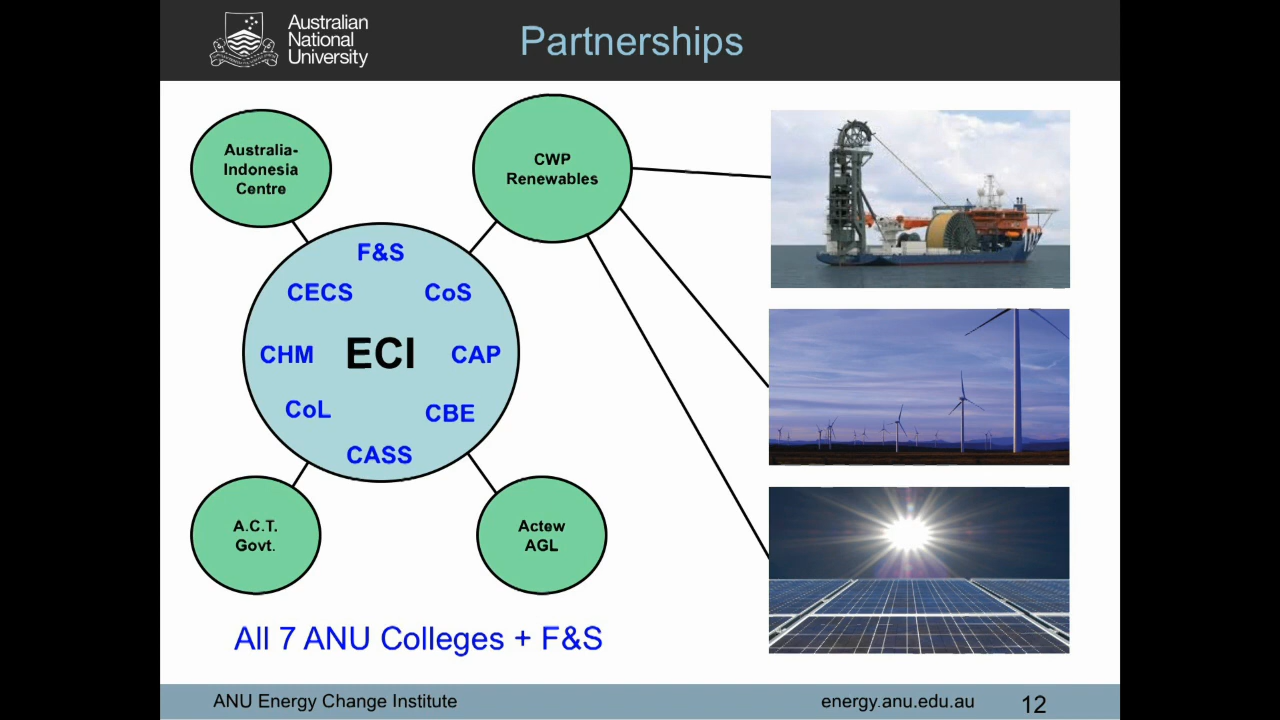 Australian
National
University
Partnerships
Australia-
Indonesia
Centre
CWP
Renewables
F&S
CECS
CoS
CHM
ECI
CAP
CoL
CBE
CASS
A.C.T.
Govt.
Actew
AGL
All 7 ANU Colleges + F&S
ANU Energy Change Institute
energy.anu.edu.au
12